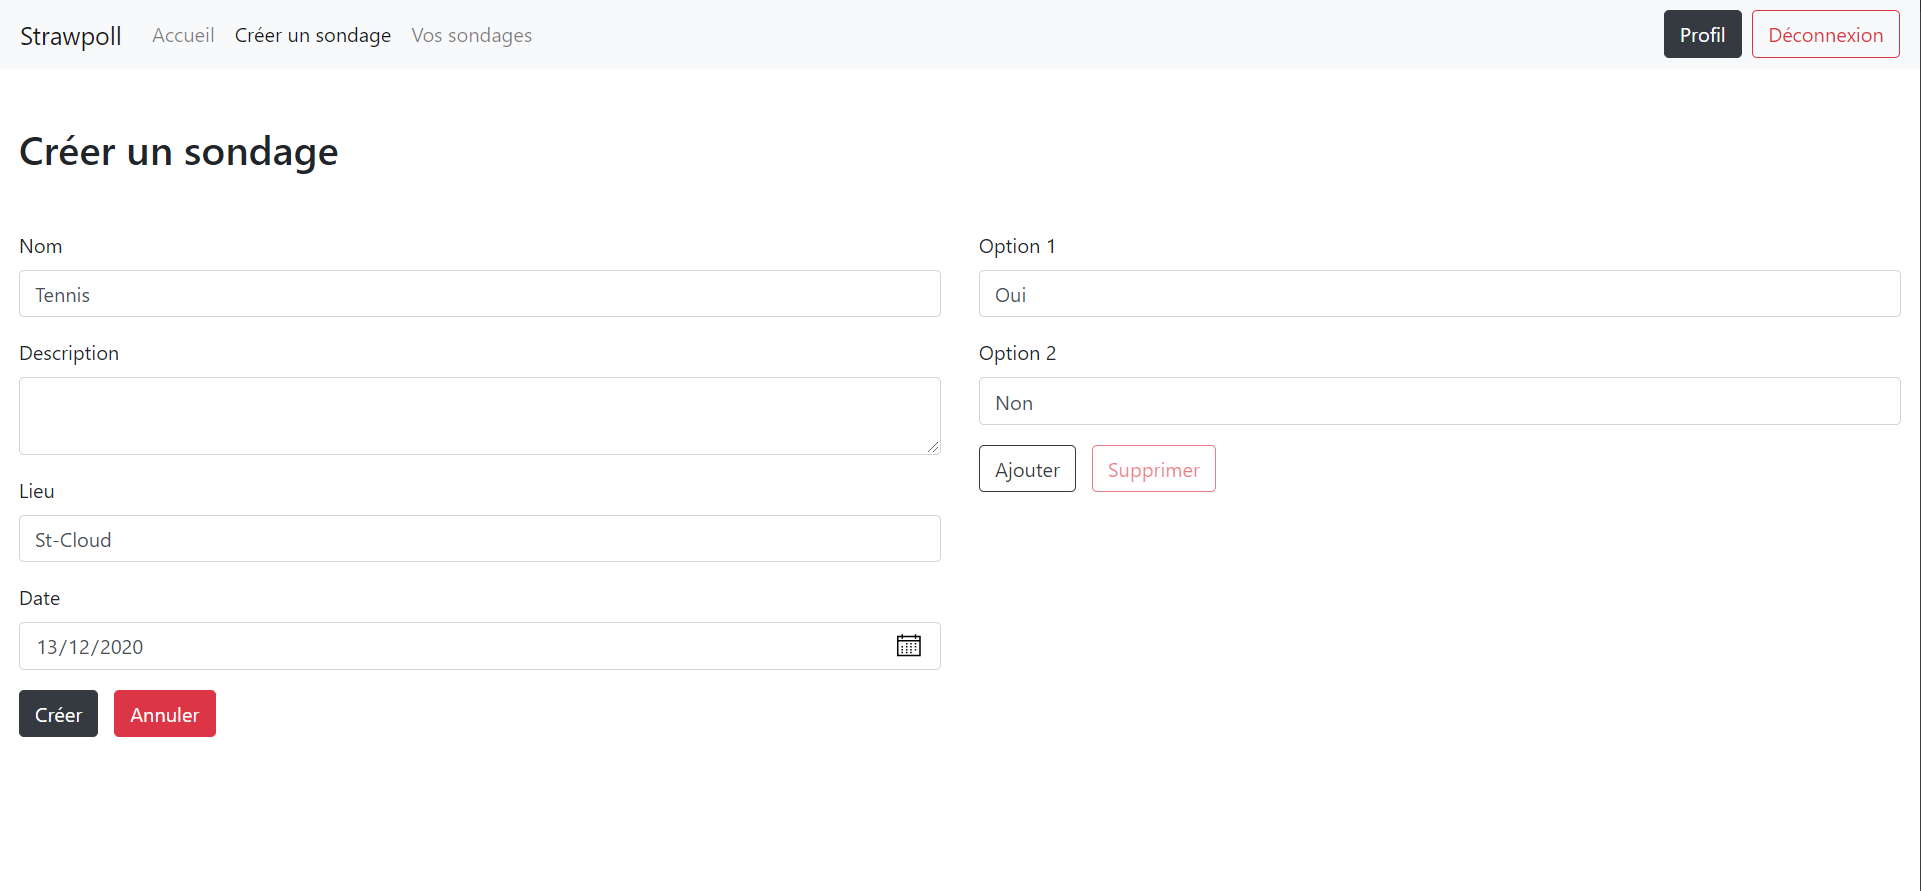 Strawpoll Accueil Créer un sondage Vos sondages Profil Déconnexion
Créer un sondage
Nom
Tennis
Description
Lieu
St-Cloud
Date
13/12/2020
Créer Annuler
Option 1
Oui
Option 2
Non
Ajouter Supprimer